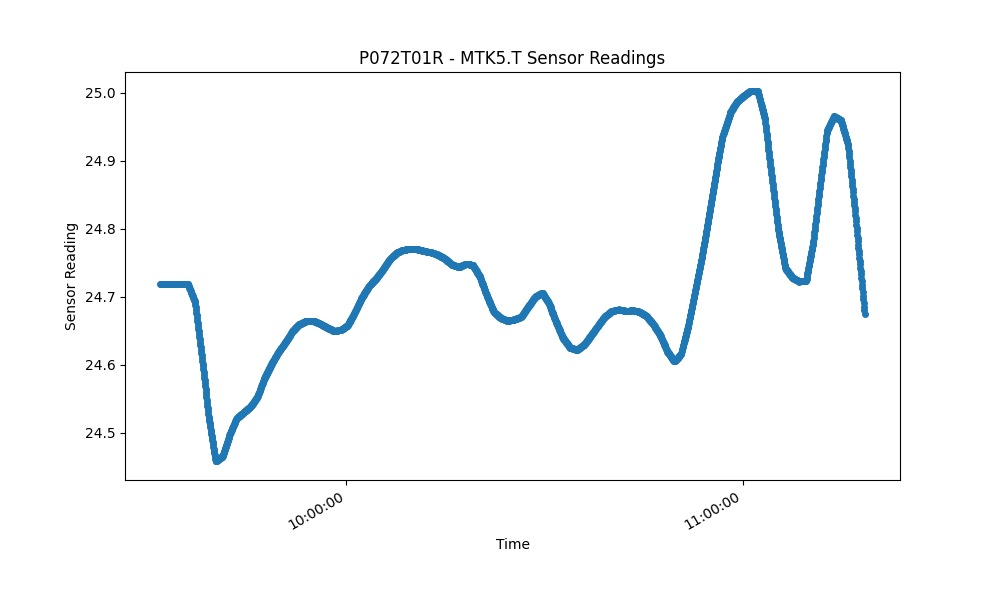 P072T01R - MTK5.T Sensor Readings
25.0
24.9
24.8
24.7
24.6
24.5
Sensor Reading
10:00:00
11:00:00
Time